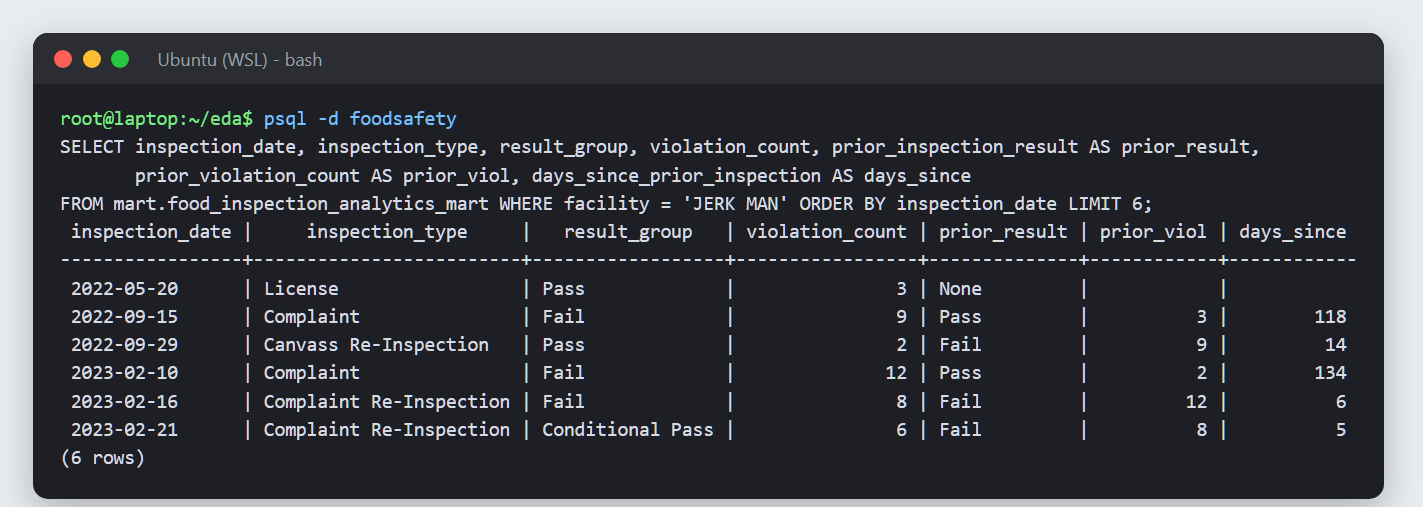 Ubuntu (WSL) - bash
root@laptop:~/eda$ psql -d foodsafety
SELECT inspection_date, inspection_type, result_group, violation_count, prior_inspection_result AS prior_result,
       prior_violation_count AS prior_viol, days_since_prior_inspection AS days_since
FROM mart.food_inspection_analytics_mart WHERE facility = 'JERK MAN' ORDER BY inspection_date LIMIT 6;
 inspection_date |     inspection_type     |   result_group   | violation_count | prior_result | prior_viol | days_since
-----------------+-------------------------+------------------+-----------------+--------------+------------+------------
 2022-05-20      | License                 | Pass             |               3 | None         |            |
 2022-09-15      | Complaint               | Fail             |               9 | Pass         |          3 |        118
 2022-09-29      | Canvass Re-Inspection   | Pass             |               2 | Fail         |          9 |         14
 2023-02-10      | Complaint               | Fail             |              12 | Pass         |          2 |        134
 2023-02-16      | Complaint Re-Inspection | Fail             |               8 | Fail         |         12 |          6
 2023-02-21      | Complaint Re-Inspection | Conditional Pass |               6 | Fail         |          8 |          5
(6 rows)